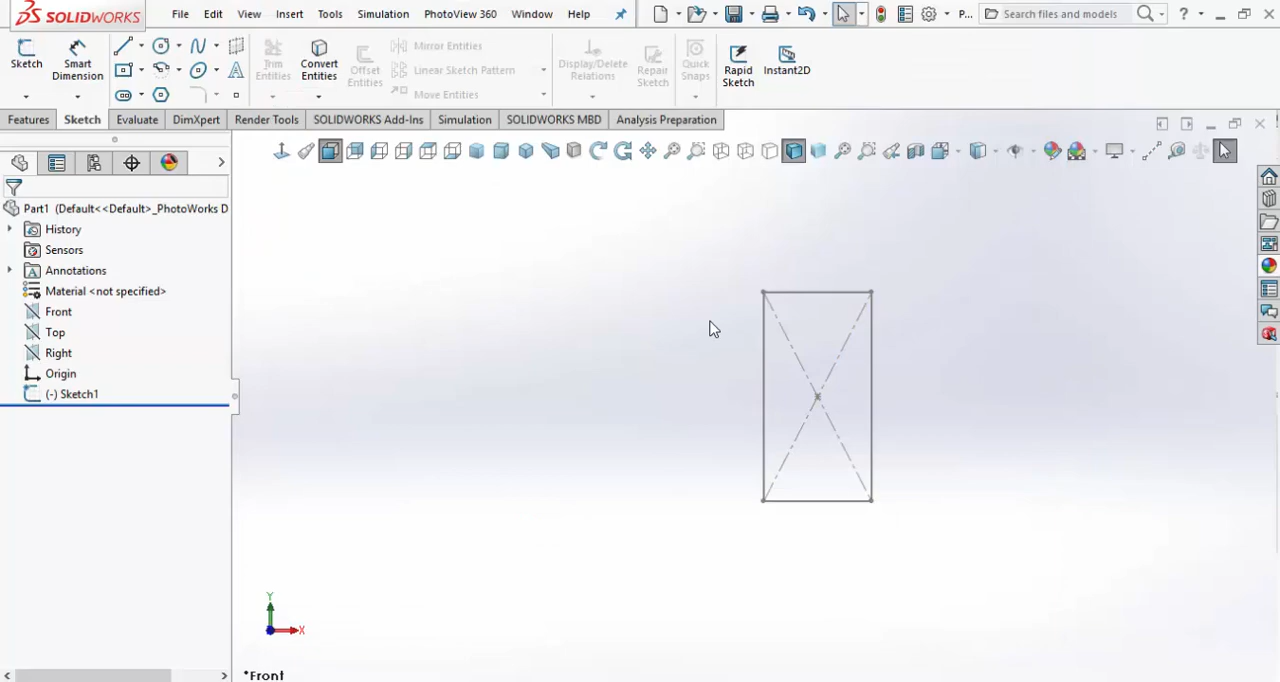 SOLIDWORKS File Edit View Insert Tools Simulation PhotoView 360 Window Help P... Search files and models ?
Sketch
Smart Dimension
Trim Entities
Convert Entities
Offset Entities
Mirror Entities
Linear Sketch Pattern
Move Entities
Display/Delete Relations
Repair Sketch
Quick Snaps
Rapid Sketch
Instant2D
Features Sketch Evaluate DimXpert Render Tools SOLIDWORKS Add-Ins Simulation SOLIDWORKS MBD Analysis Preparation
Part1 (Default<<Default>_PhotoWorks D
History
Sensors
Annotations
Material <not specified>
Front
Top
Right
Origin
(-) Sketch1
Y
X
*Front